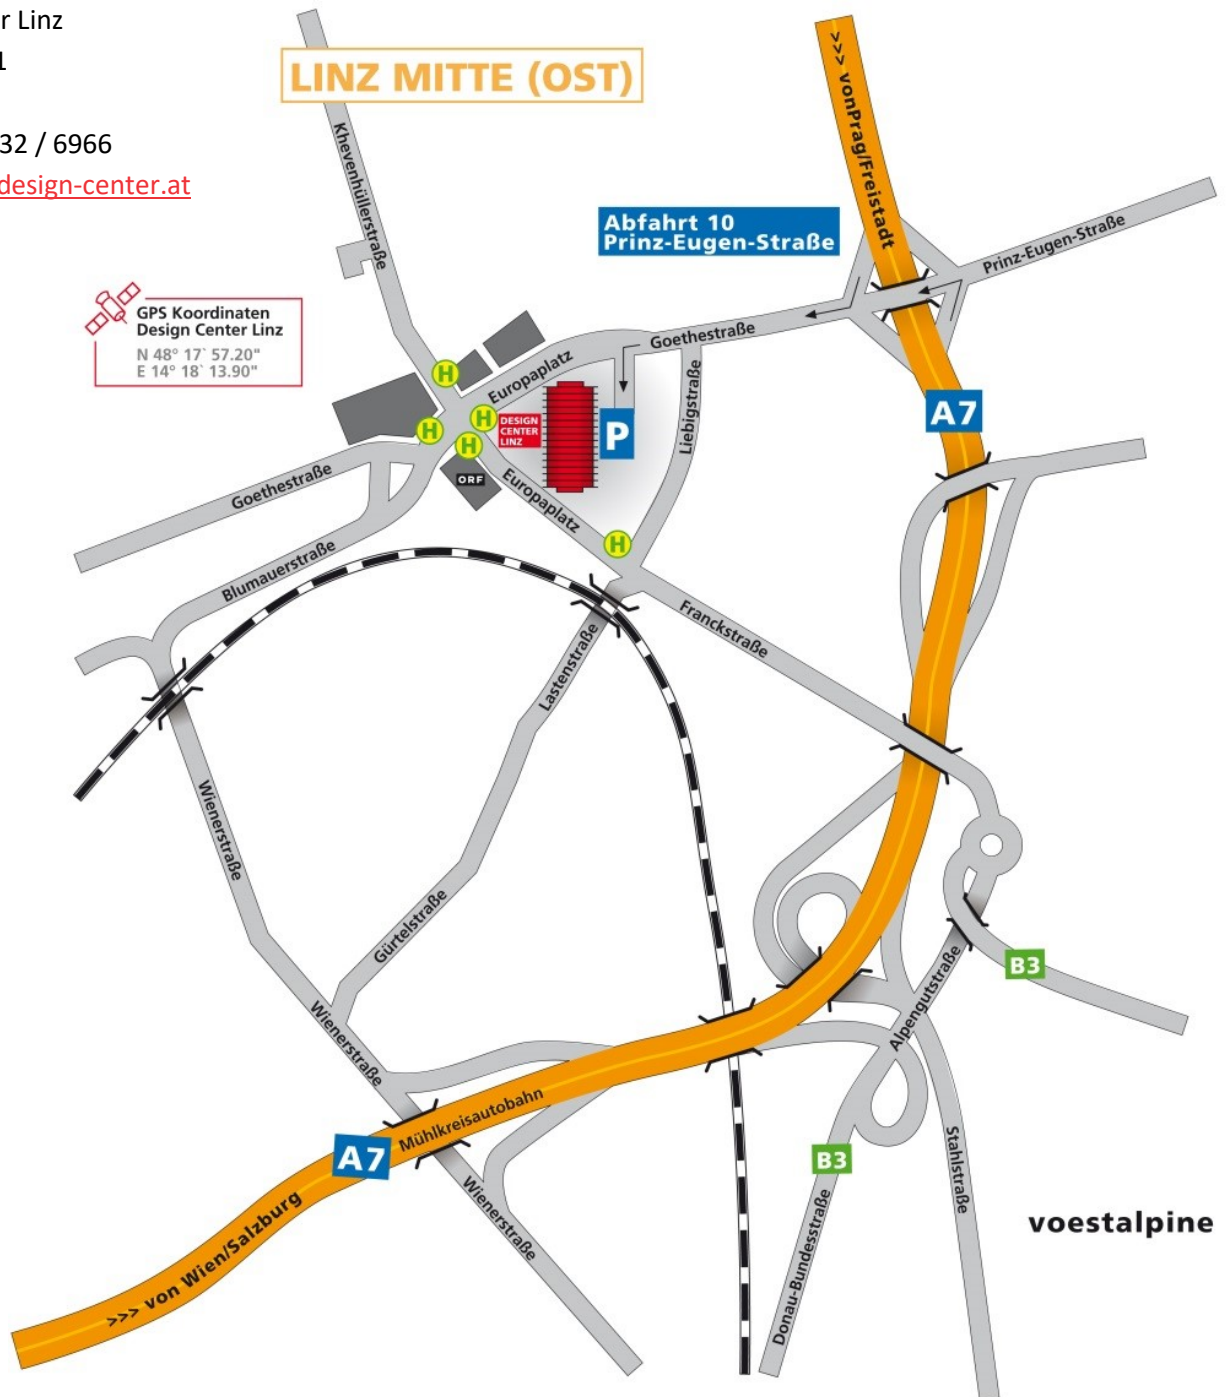 r Linz
1
32 / 6966
design-center.at
LINZ MITTE (OST)
>>> vonPrag/Freistadt
Khevenhüllerstraße
Abfahrt 10
Prinz-Eugen-Straße
Prinz-Eugen-Straße
GPS Koordinaten
Design Center Linz
N 48° 17` 57.20"
E 14° 18` 13.90"
Goethestraße
Europaplatz
H
A7
H
H
H
DESIGN
CENTER
LINZ
P
Liebigstraße
Goethestraße
ORF
Europaplatz
H
Blumauerstraße
Franckstraße
Lastenstraße
Wienerstraße
Gürtelstraße
B3
Alpengutstraße
Wienerstraße
Mühlkreisautobahn
A7
B3
Stahlstraße
Wienerstraße
>>> von Wien/Salzburg
Donau-Bundesstraße
voestalpine